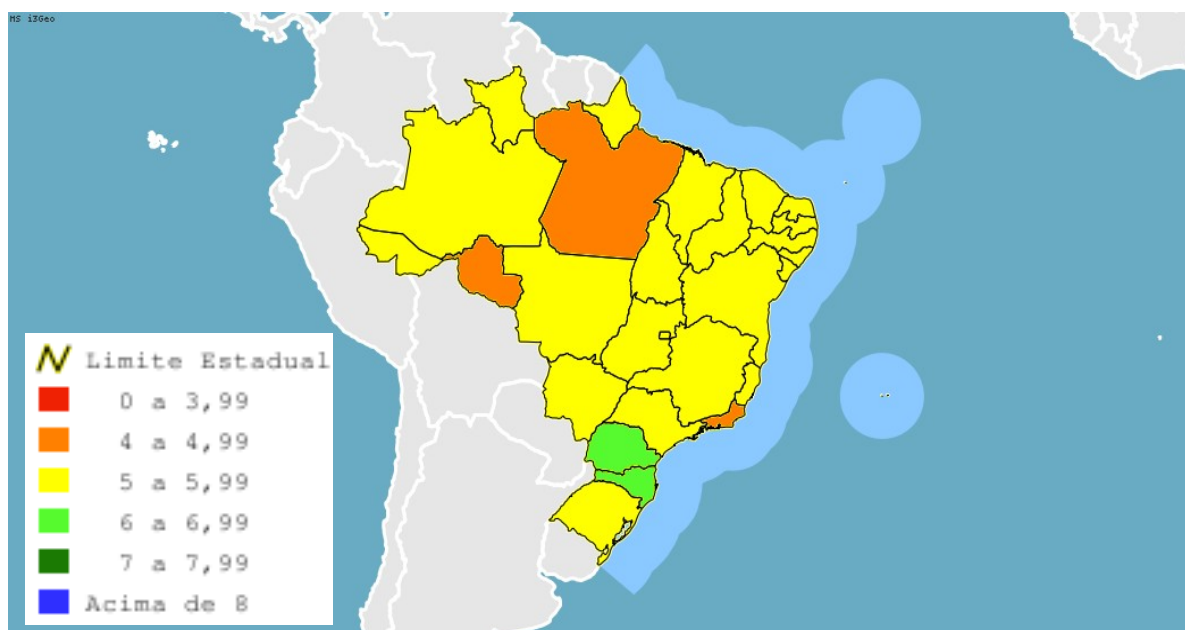 MS i3Geo
Limite Estadual
0 a 3,99
4 a 4,99
5 a 5,99
6 a 6,99
7 a 7,99
Acima de 8